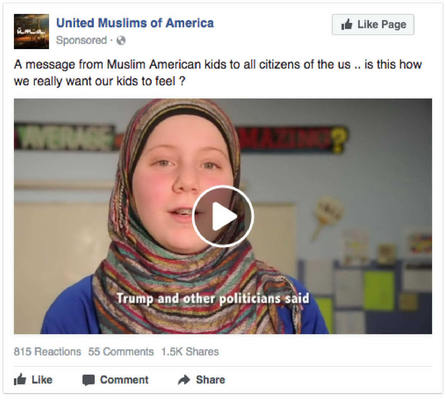 uma
United Muslims of America
Like Page
Sponsored ·
A message from Muslim American kids to all citizens of the us .. is this how
we really want our kids to feel ?
AVERAGE
AMAZING?
Trump and other politicians said
815 Reactions 55 Comments 1.5K Shares
Like Comment Share